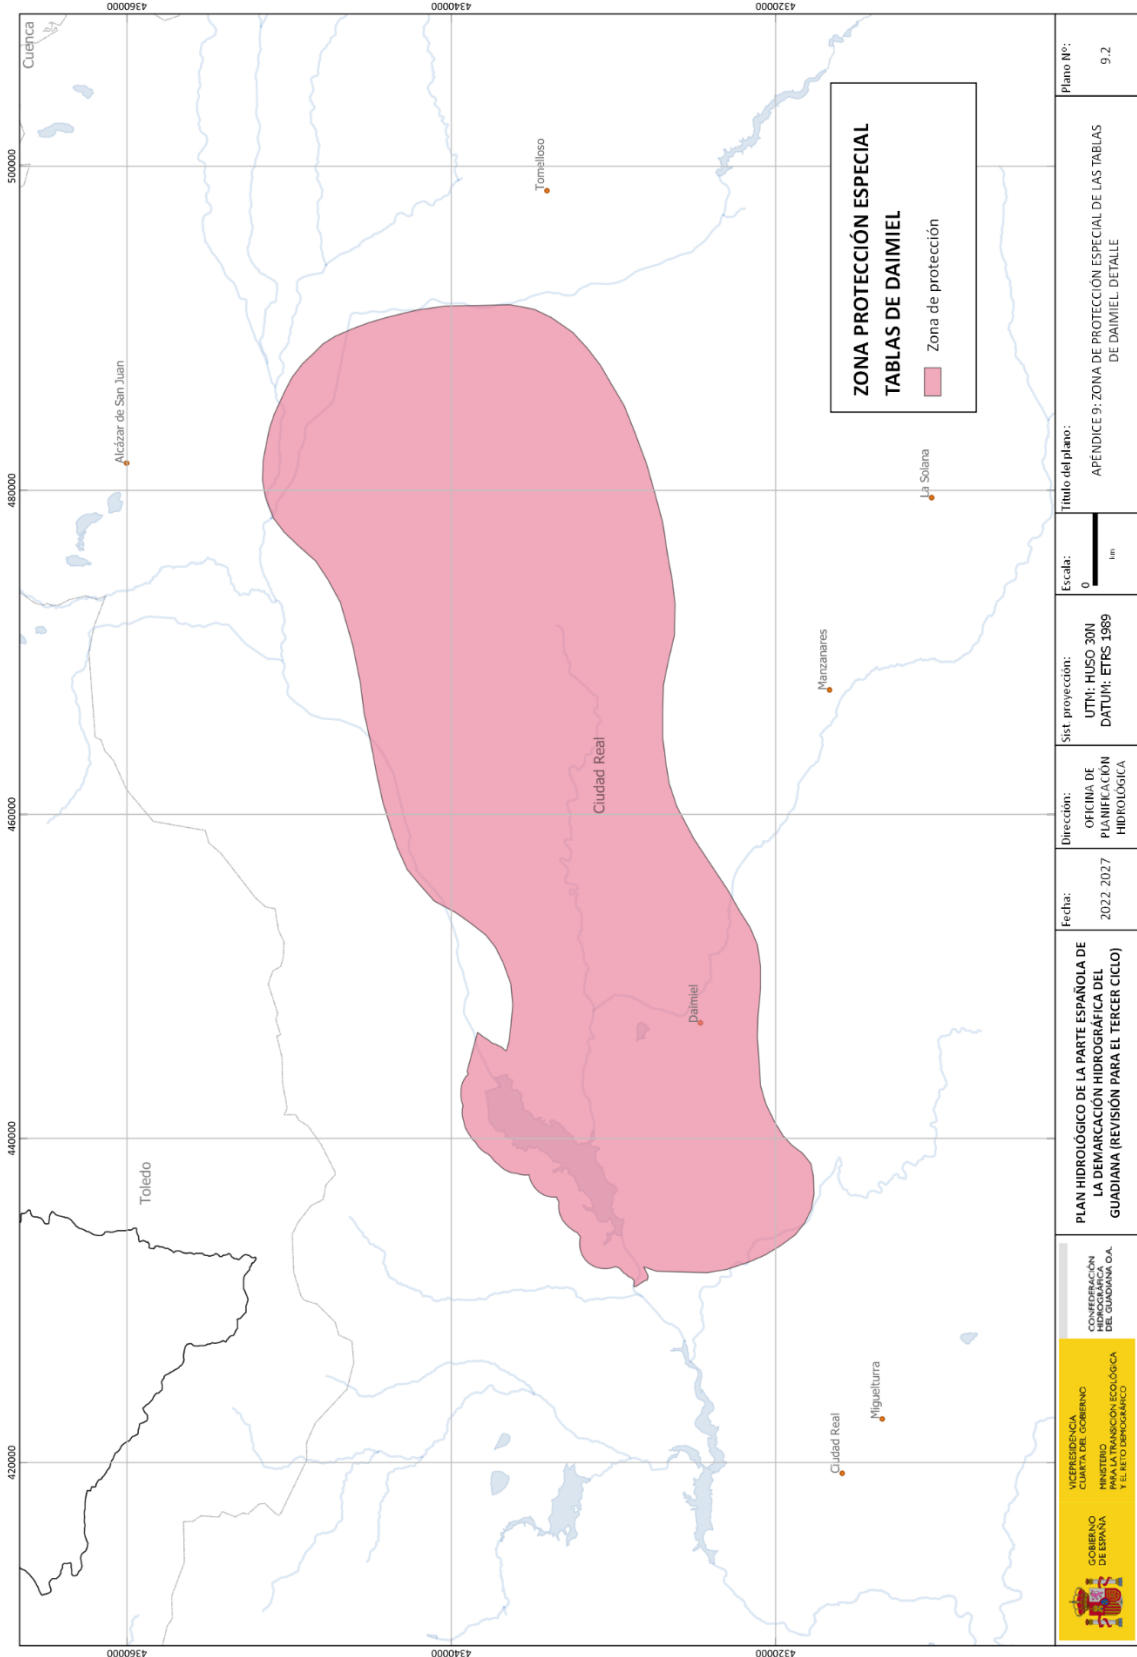 Cuenca
Toledo
Alcázar de San Juan
Tomelloso
Ciudad Real
Daimiel
Manzanares
La Solana
Ciudad Real
Miguelturra
420000
440000
460000
480000
500000
4360000
4340000
4320000
4360000
4340000
4320000
ZONA PROTECCIÓN ESPECIAL
TABLAS DE DAIMIEL
Zona de protección
GOBIERNO
DE ESPAÑA
VICEPRESIDENCIA
CUARTA DEL GOBIERNO
MINISTERIO
PARA LA TRANSICIÓN ECOLÓGICA
Y EL RETO DEMOGRÁFICO
CONFEDERACIÓN
HIDROGRÁFICA
DEL GUADIANA O.A.
PLAN HIDROLÓGICO DE LA PARTE ESPAÑOLA DE
LA DEMARCACIÓN HIDROGRÁFICA DEL
GUADIANA (REVISIÓN PARA EL TERCER CICLO)
Fecha:
2022 2027
Dirección:
OFICINA DE
PLANIFICACIÓN
HIDROLÓGICA
Sist. proyección:
UTM: HUSO 30N
DATUM: ETRS 1989
Escala:
0
km
Título del plano:
APÉNDICE 9: ZONA DE PROTECCIÓN ESPECIAL DE LAS TABLAS
DE DAIMIEL. DETALLE
Plano Nº:
9.2